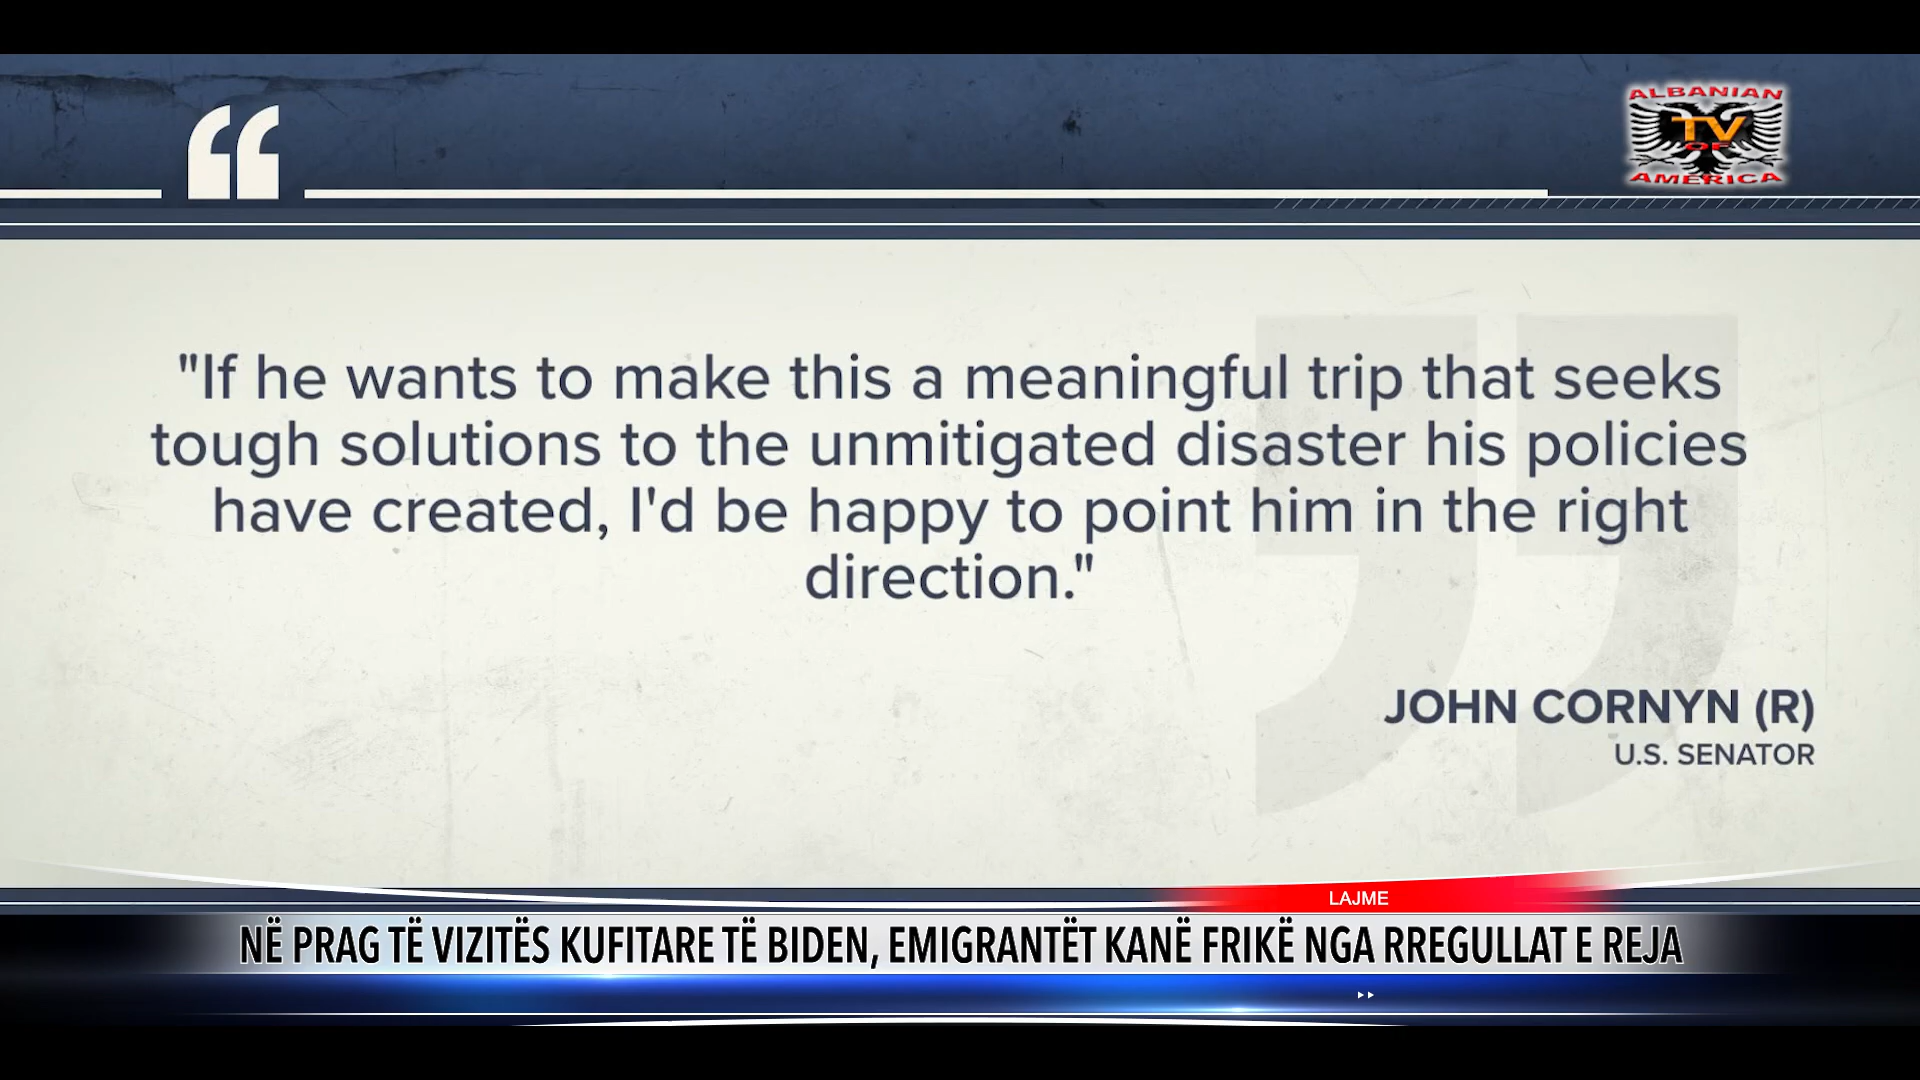 ALBANIAN
TV
OF
AMERICA
"If he wants to make this a meaningful trip that seeks
tough solutions to the unmitigated disaster his policies
have created, I'd be happy to point him in the right
direction."
JOHN CORNYN (R)
U.S. SENATOR
LAJME
NË PRAG TË VIZITËS KUFITARE TË BIDEN, EMIGRANTËT KANË FRIKË NGA RREGULLAT E REJA